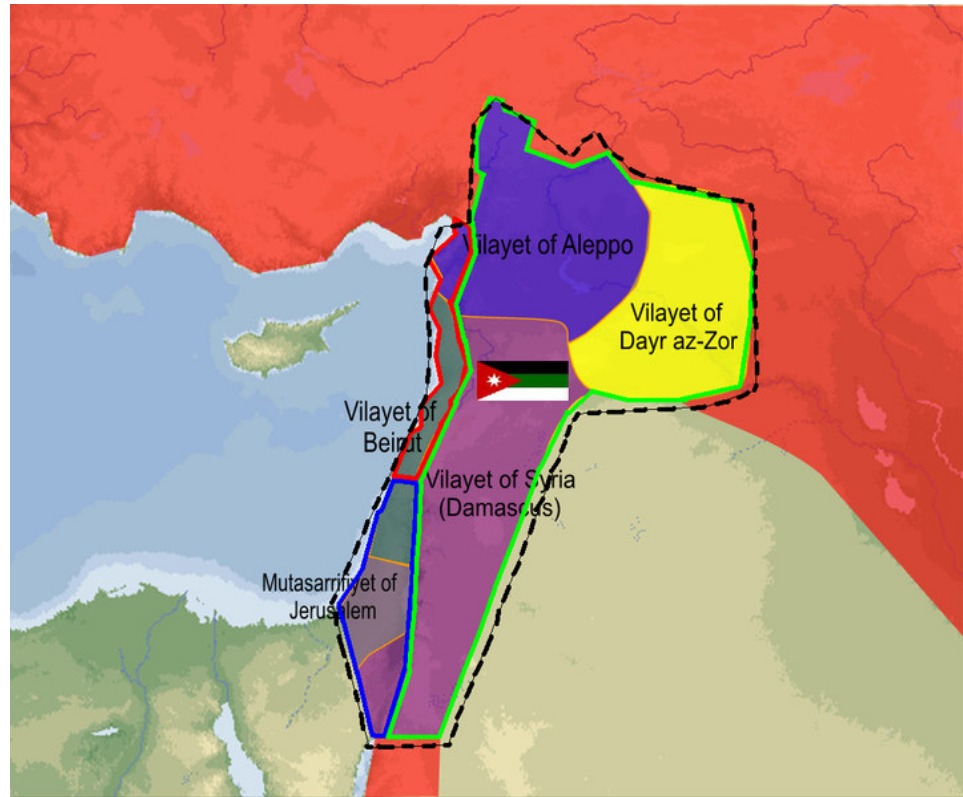 Vilayet of Aleppo
Vilayet of
Dayr az-Zor
Vilayet of
Beirut
Vilayet of Syria
(Damascus)
Mutasarrifiyet of
Jerusalem